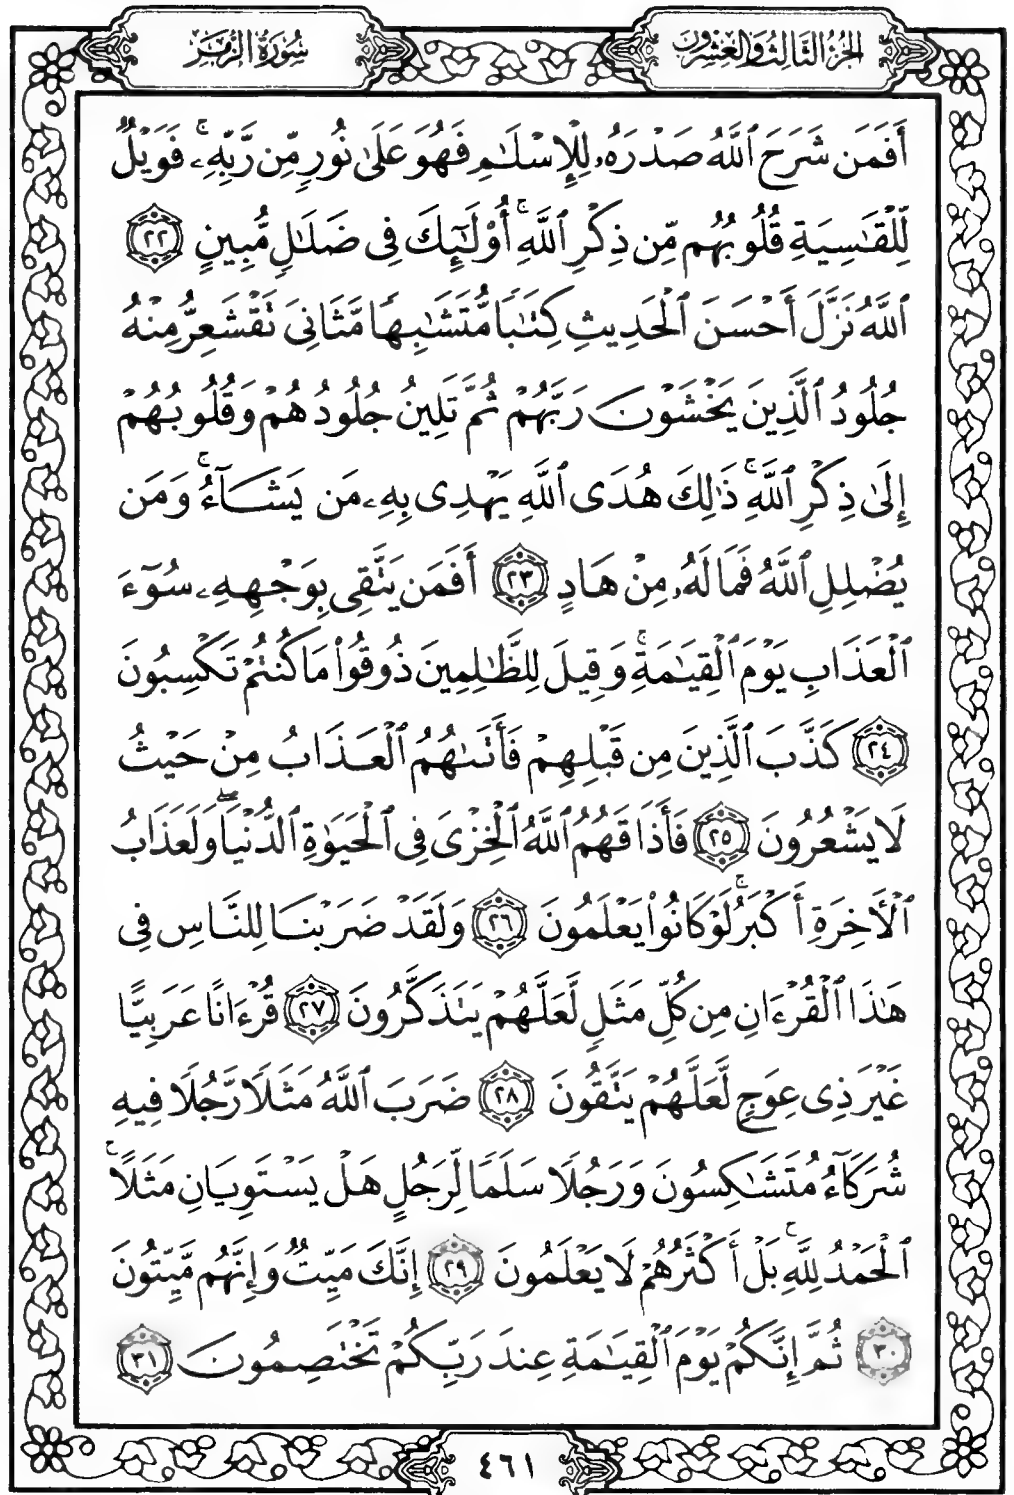 الجزء الثالث والعشرون
سورة الزمر
أَفَمَن شَرَحَ ٱللَّهُ صَدْرَهُۥ لِلْإِسْلَٰمِ فَهُوَ عَلَىٰ نُورٍ مِّن رَّبِّهِۦ ۚ فَوَيْلٌ
لِّلْقَٰسِيَةِ قُلُوبُهُم مِّن ذِكْرِ ٱللَّهِ ۚ أُو۟لَٰٓئِكَ فِى ضَلَٰلٍ مُّبِينٍ ٢٢
ٱللَّهُ نَزَّلَ أَحْسَنَ ٱلْحَدِيثِ كِتَٰبًا مُّتَشَٰبِهًا مَّثَانِىَ تَقْشَعِرُّ مِنْهُ
جُلُودُ ٱلَّذِينَ يَخْشَوْنَ رَبَّهُمْ ثُمَّ تَلِينُ جُلُودُهُمْ وَقُلُوبُهُمْ
إِلَىٰ ذِكْرِ ٱللَّهِ ۚ ذَٰلِكَ هُدَى ٱللَّهِ يَهْدِى بِهِۦ مَن يَشَآءُ ۚ وَمَن
يُضْلِلِ ٱللَّهُ فَمَا لَهُۥ مِنْ هَادٍ ٢٣ أَفَمَن يَتَّقِى بِوَجْهِهِۦ سُوٓءَ
ٱلْعَذَابِ يَوْمَ ٱلْقِيَٰمَةِ ۚ وَقِيلَ لِلظَّٰلِمِينَ ذُوقُوا۟ مَا كُنتُمْ تَكْسِبُونَ
٢٤ كَذَّبَ ٱلَّذِينَ مِن قَبْلِهِمْ فَأَتَىٰهُمُ ٱلْعَذَابُ مِنْ حَيْثُ
لَا يَشْعُرُونَ ٢٥ فَأَذَاقَهُمُ ٱللَّهُ ٱلْخِزْىَ فِى ٱلْحَيَوٰةِ ٱلدُّنْيَا ۖ وَلَعَذَابُ
ٱلْأَخِرَةِ أَكْبَرُ ۚ لَوْ كَانُوا۟ يَعْلَمُونَ ٢٦ وَلَقَدْ ضَرَبْنَا لِلنَّاسِ فِى
هَٰذَا ٱلْقُرْءَانِ مِن كُلِّ مَثَلٍ لَّعَلَّهُمْ يَتَذَكَّرُونَ ٢٧ قُرْءَانًا عَرَبِيًّا
غَيْرَ ذِى عِوَجٍ لَّعَلَّهُمْ يَتَّقُونَ ٢٨ ضَرَبَ ٱللَّهُ مَثَلًا رَّجُلًا فِيهِ
شُرَكَآءُ مُتَشَٰكِسُونَ وَرَجُلًا سَلَمًا لِّرَجُلٍ هَلْ يَسْتَوِيَانِ مَثَلًا ۚ
ٱلْحَمْدُ لِلَّهِ ۚ بَلْ أَكْثَرُهُمْ لَا يَعْلَمُونَ ٢٩ إِنَّكَ مَيِّتٌ وَإِنَّهُم مَّيِّتُونَ
٣٠ ثُمَّ إِنَّكُمْ يَوْمَ ٱلْقِيَٰمَةِ عِندَ رَبِّكُمْ تَخْتَصِمُونَ ٣١
٤٦١